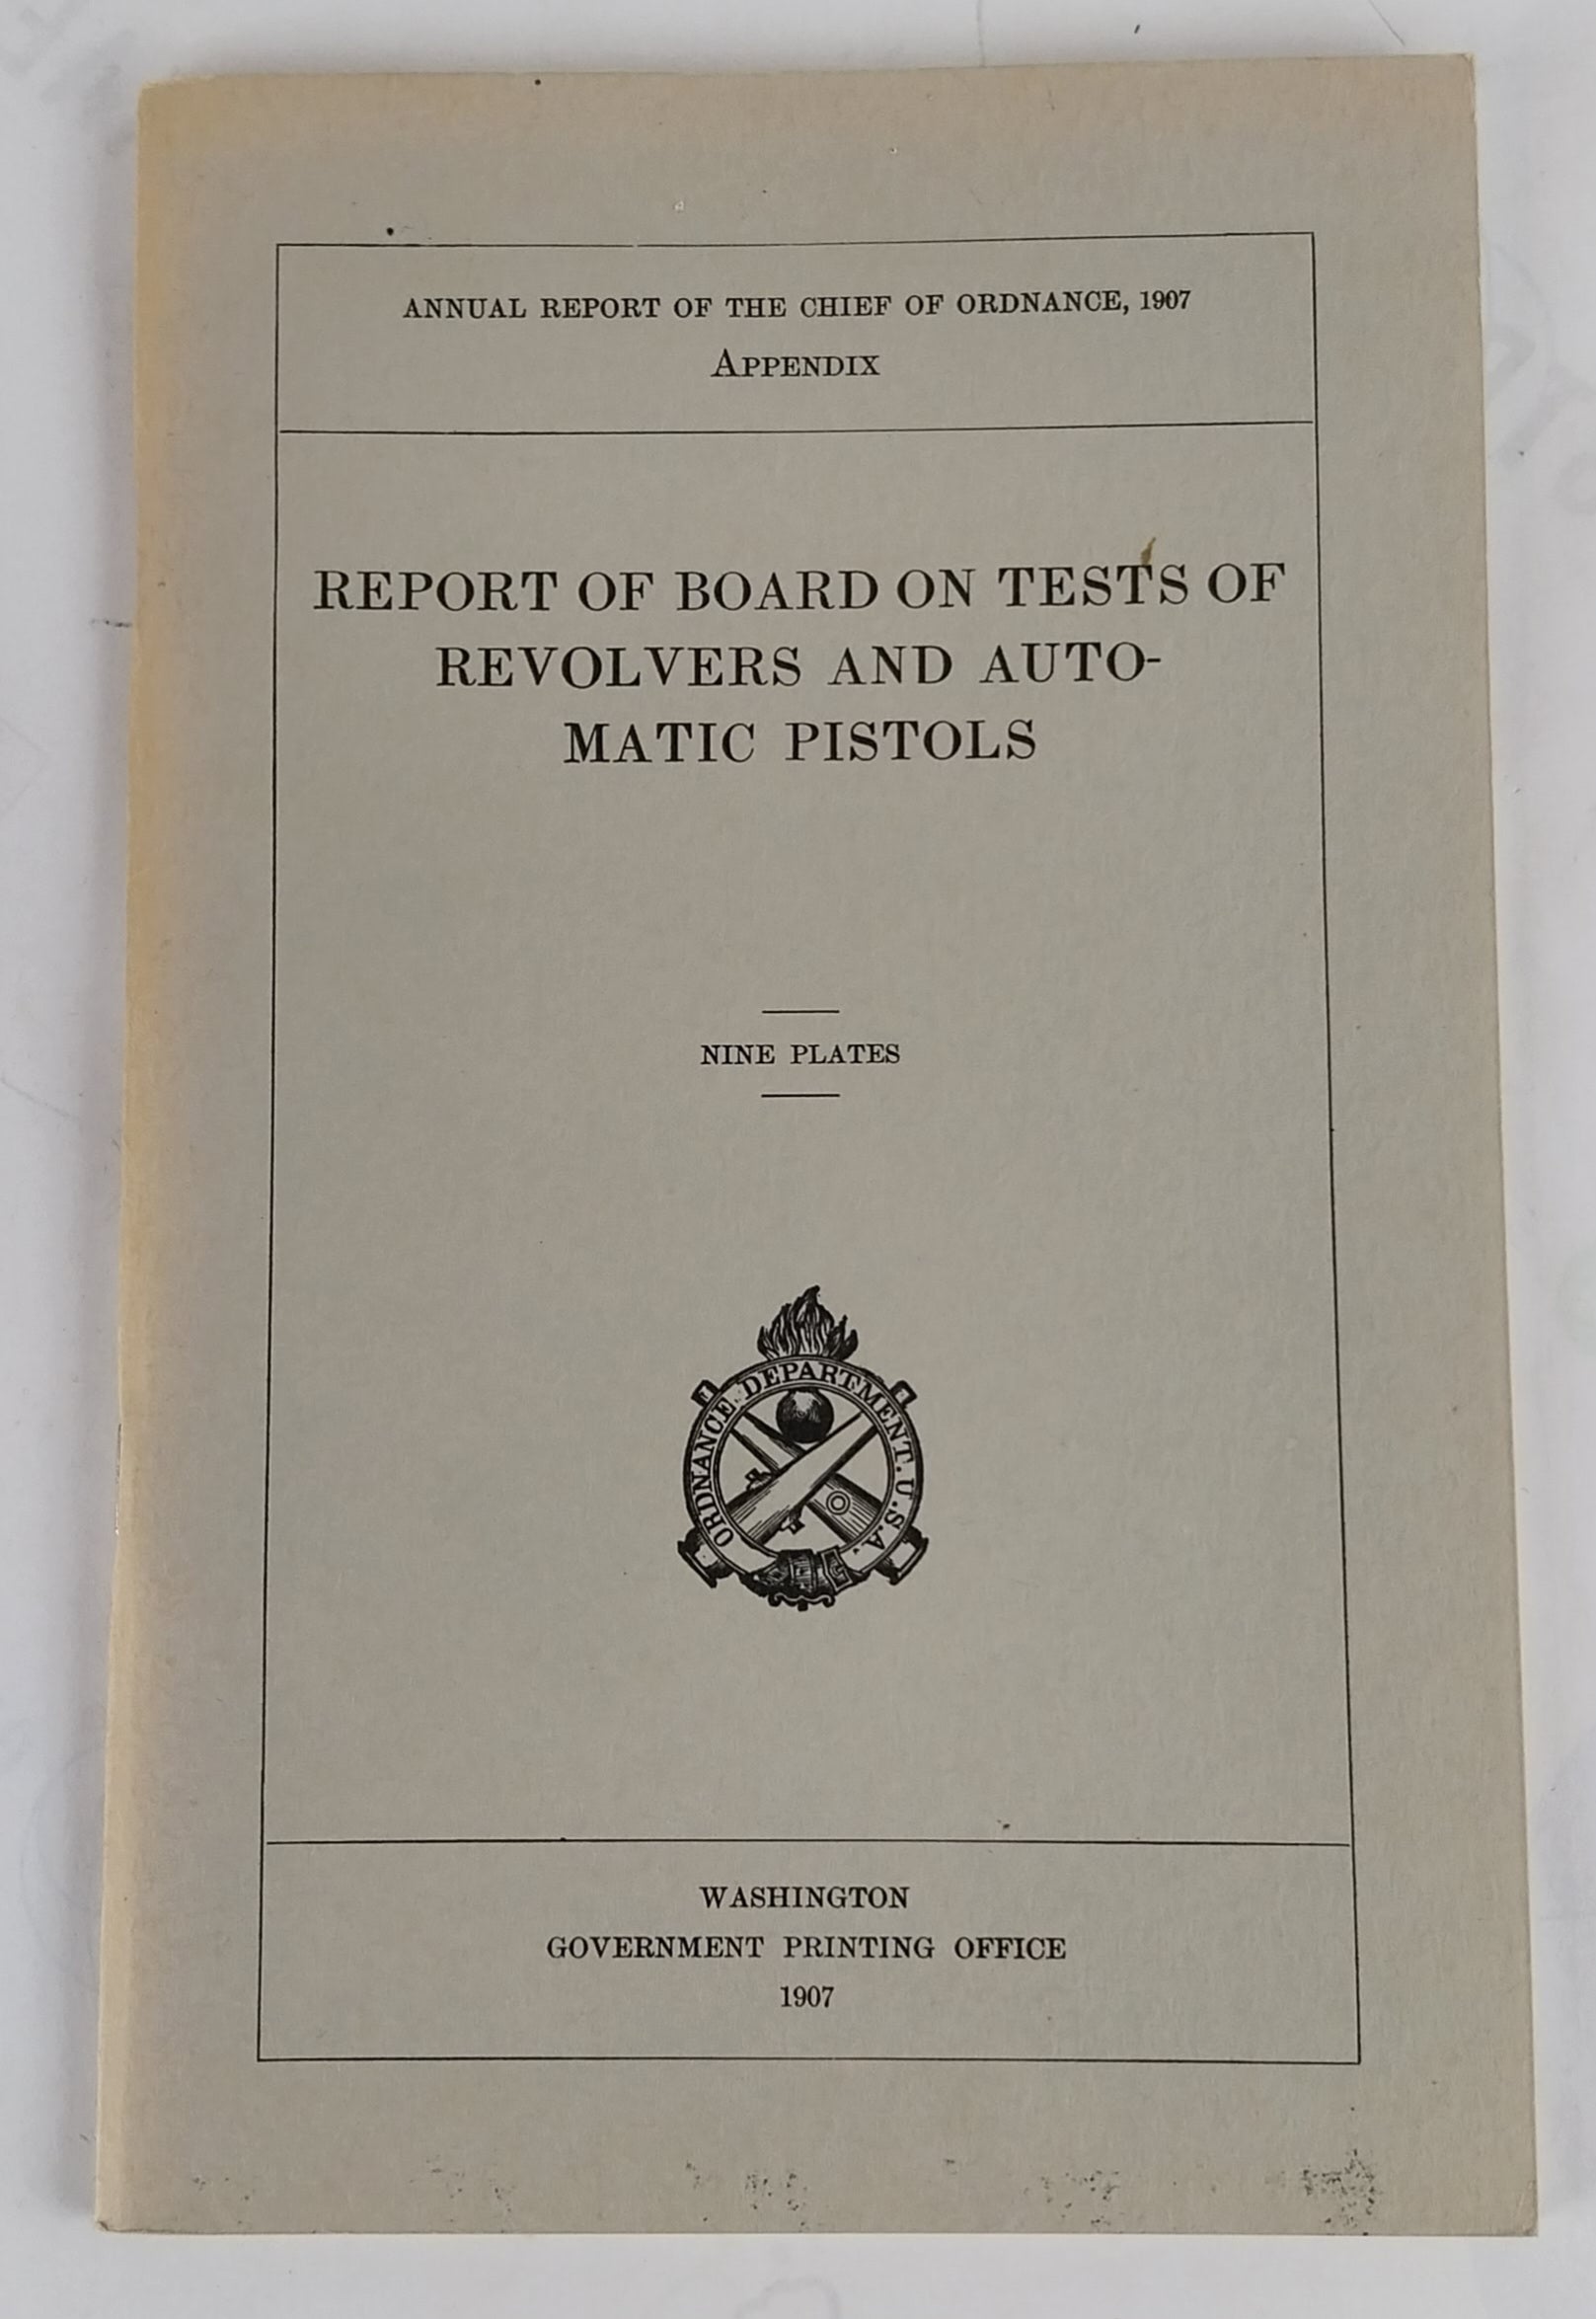 ANNUAL REPORT OF THE CHIEF OF ORDNANCE, 1907
APPENDIX
REPORT OF BOARD ON TESTS OF
REVOLVERS AND AUTO-
MATIC PISTOLS
NINE PLATES
ORDNANCE DEPARTMENT. U.S.A.
WASHINGTON
GOVERNMENT PRINTING OFFICE
1907